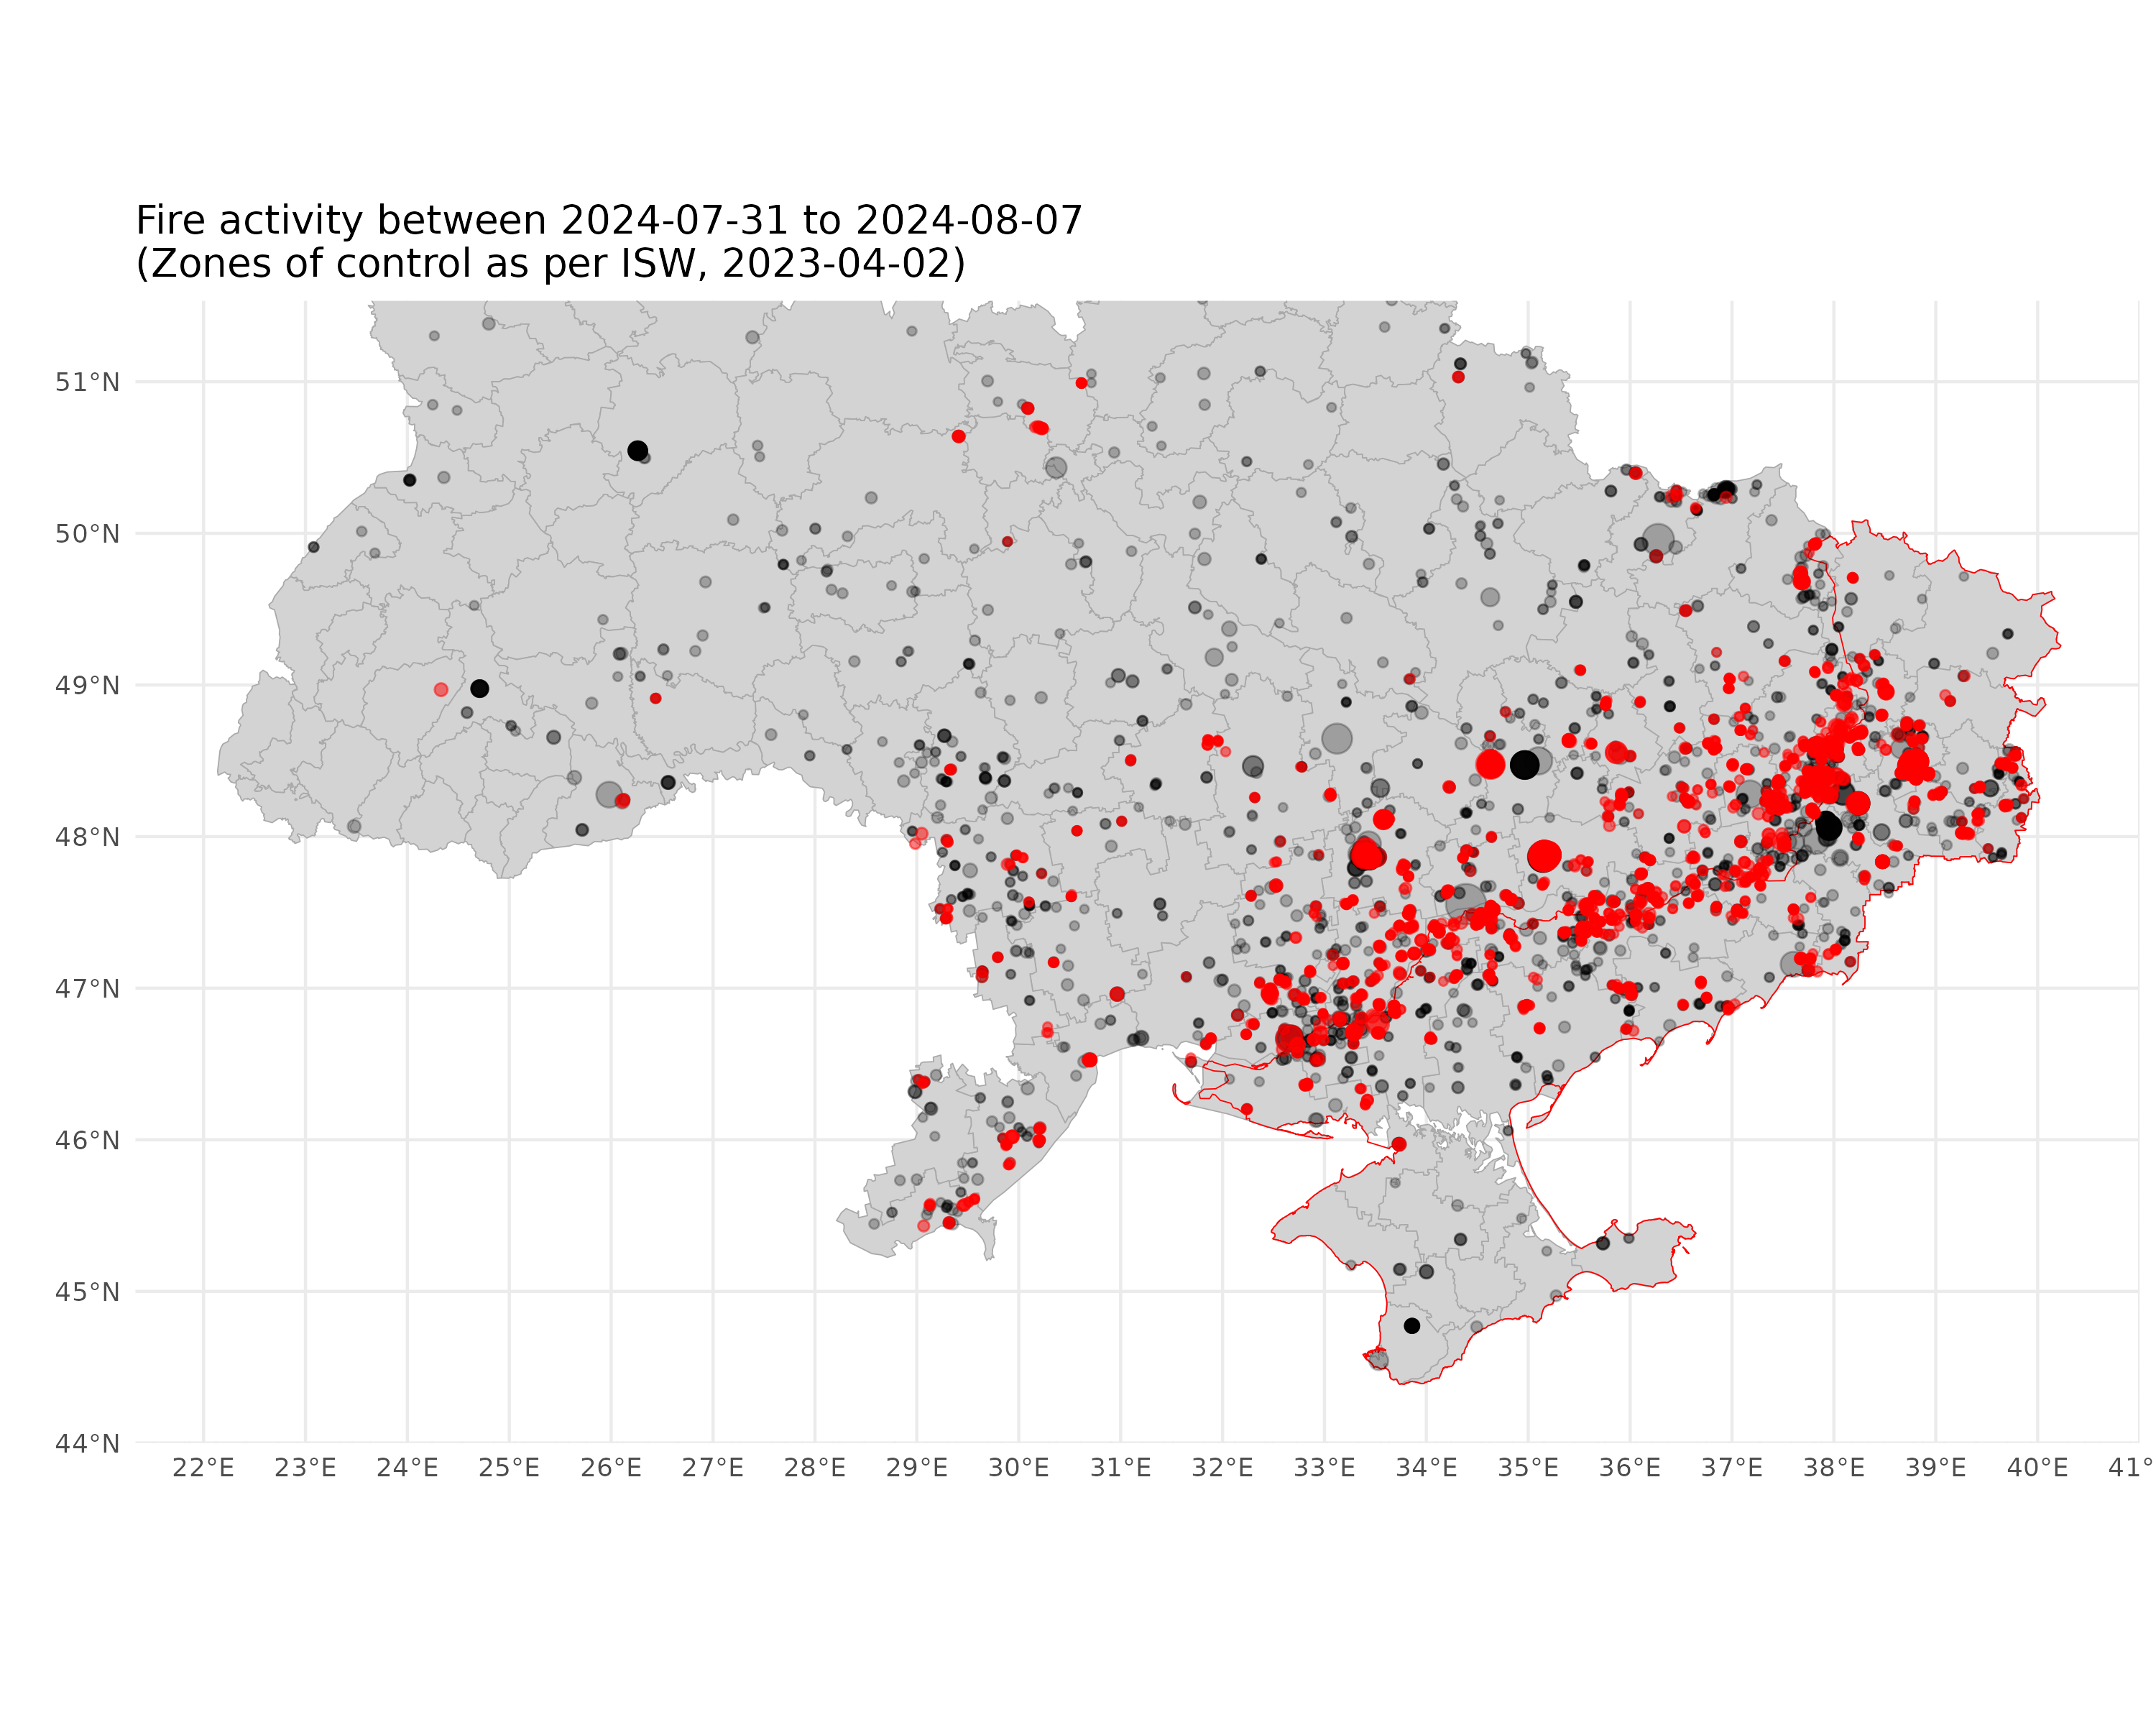 Fire activity between 2024-07-31 to 2024-08-07
(Zones of control as per ISW, 2023-04-02)
51°N
50°N
49°N
48°N
47°N
46°N
45°N
44°N
22°E 23°E 24°E 25°E 26°E 27°E 28°E 29°E 30°E 31°E 32°E 33°E 34°E 35°E 36°E 37°E 38°E 39°E 40°E 41°